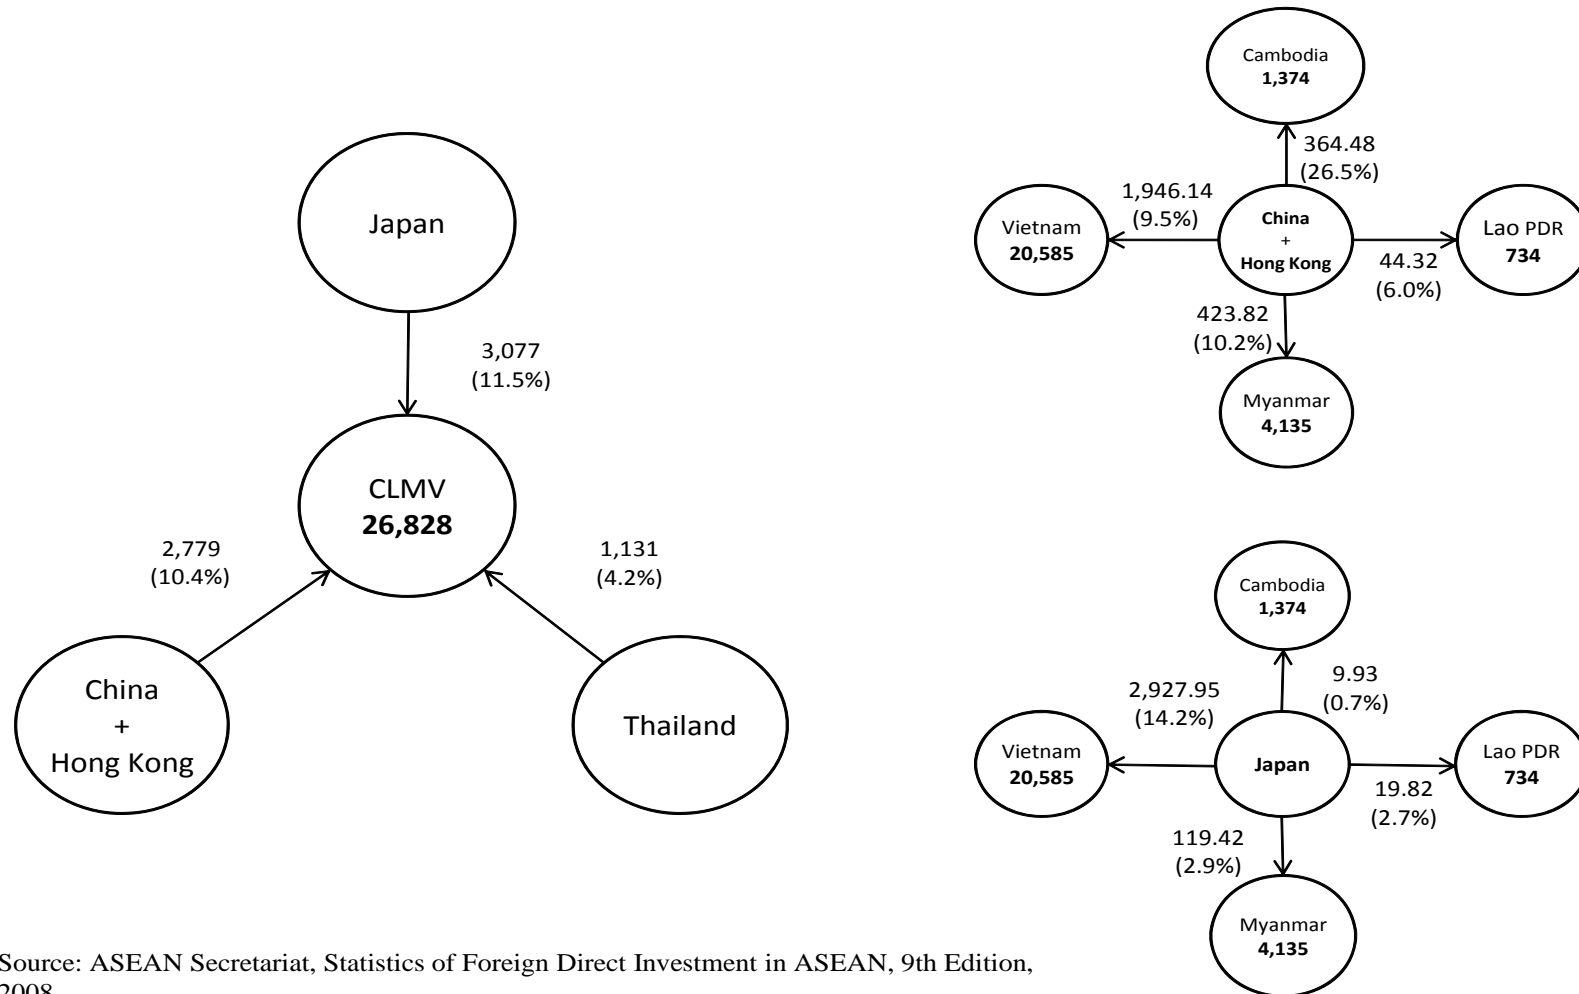 Japan
3,077
(11.5%)
CLMV
26,828
2,779
(10.4%)
1,131
(4.2%)
China
+
Hong Kong
Thailand
Cambodia
1,374
364.48
(26.5%)
1,946.14
(9.5%)
Vietnam
20,585
China
+
Hong Kong
Lao PDR
734
44.32
(6.0%)
423.82
(10.2%)
Myanmar
4,135
Cambodia
1,374
9.93
(0.7%)
2,927.95
(14.2%)
Vietnam
20,585
Japan
Lao PDR
734
19.82
(2.7%)
119.42
(2.9%)
Myanmar
4,135
Source: ASEAN Secretariat, Statistics of Foreign Direct Investment in ASEAN, 9th Edition,
2008